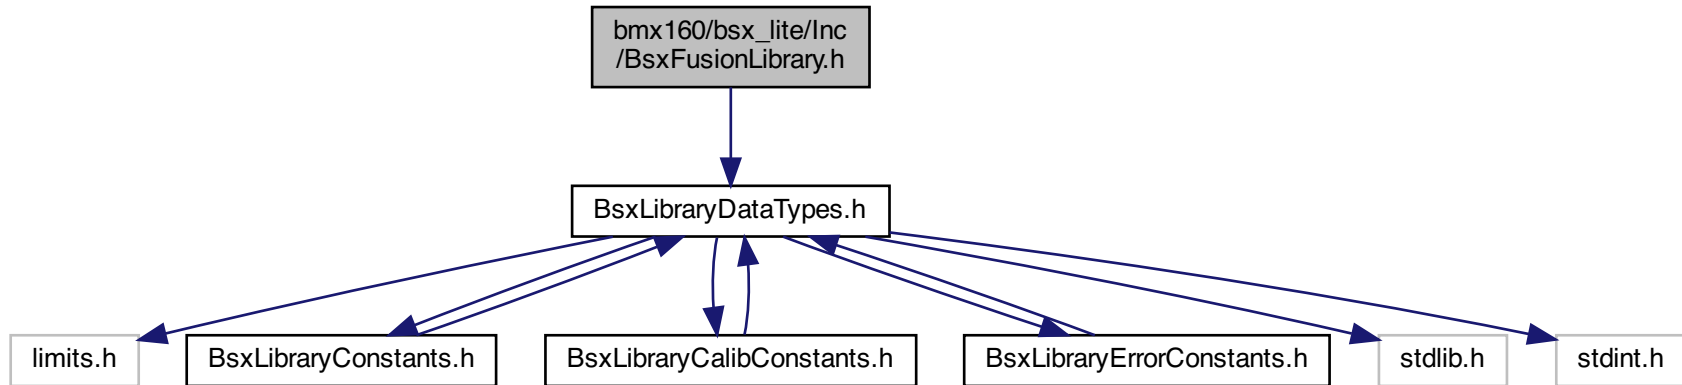 bmx160/bsx_lite/Inc
/BsxFusionLibrary.h
BsxLibraryDataTypes.h
limits.h
BsxLibraryConstants.h
BsxLibraryCalibConstants.h
BsxLibraryErrorConstants.h
stdlib.h
stdint.h